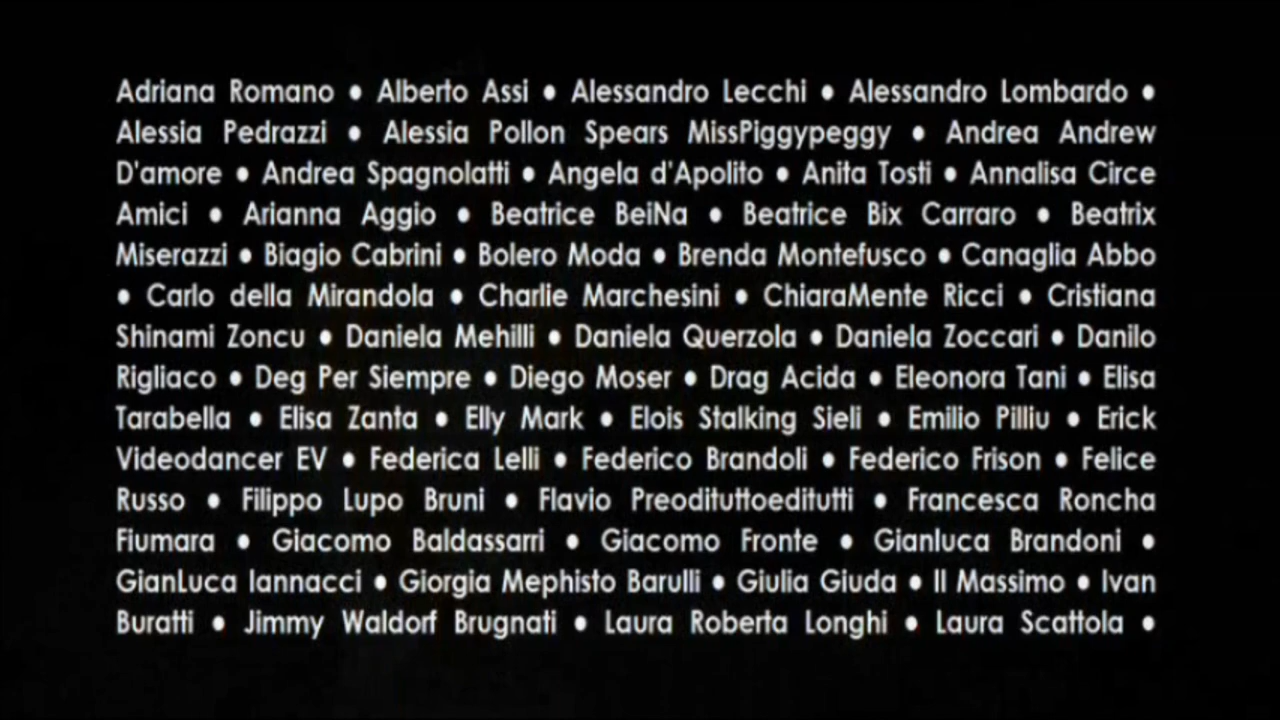 Adriana Romano • Alberto Assi • Alessandro Lecchi • Alessandro Lombardo •
Alessia Pedrazzi • Alessia Pollon Spears MissPiggypeggy • Andrea Andrew
D'amore • Andrea Spagnolatti • Angela d'Apolito • Anita Tosti • Annalisa Circe
Amici • Arianna Aggio • Beatrice BeiNa • Beatrice Bix Carraro • Beatrix
Miserazzi • Biagio Cabrini • Bolero Moda • Brenda Montefusco • Canaglia Abbo
• Carlo della Mirandola • Charlie Marchesini • ChiaraMente Ricci • Cristiana
Shinami Zoncu • Daniela Mehilli • Daniela Querzola • Daniela Zoccari • Danilo
Rigliaco • Deg Per Siempre • Diego Moser • Drag Acida • Eleonora Tani • Elisa
Tarabella • Elisa Zanta • Elly Mark • Elois Stalking Sieli • Emilio Pilliu • Erick
Videodancer EV • Federica Lelli • Federico Brandoli • Federico Frison • Felice
Russo • Filippo Lupo Bruni • Flavio Preodituttoeditutti • Francesca Roncha
Fiumara • Giacomo Baldassarri • Giacomo Fronte • Gianluca Brandoni •
GianLuca Iannacci • Giorgia Mephisto Barulli • Giulia Giuda • Il Massimo • Ivan
Buratti • Jimmy Waldorf Brugnati • Laura Roberta Longhi • Laura Scattola •